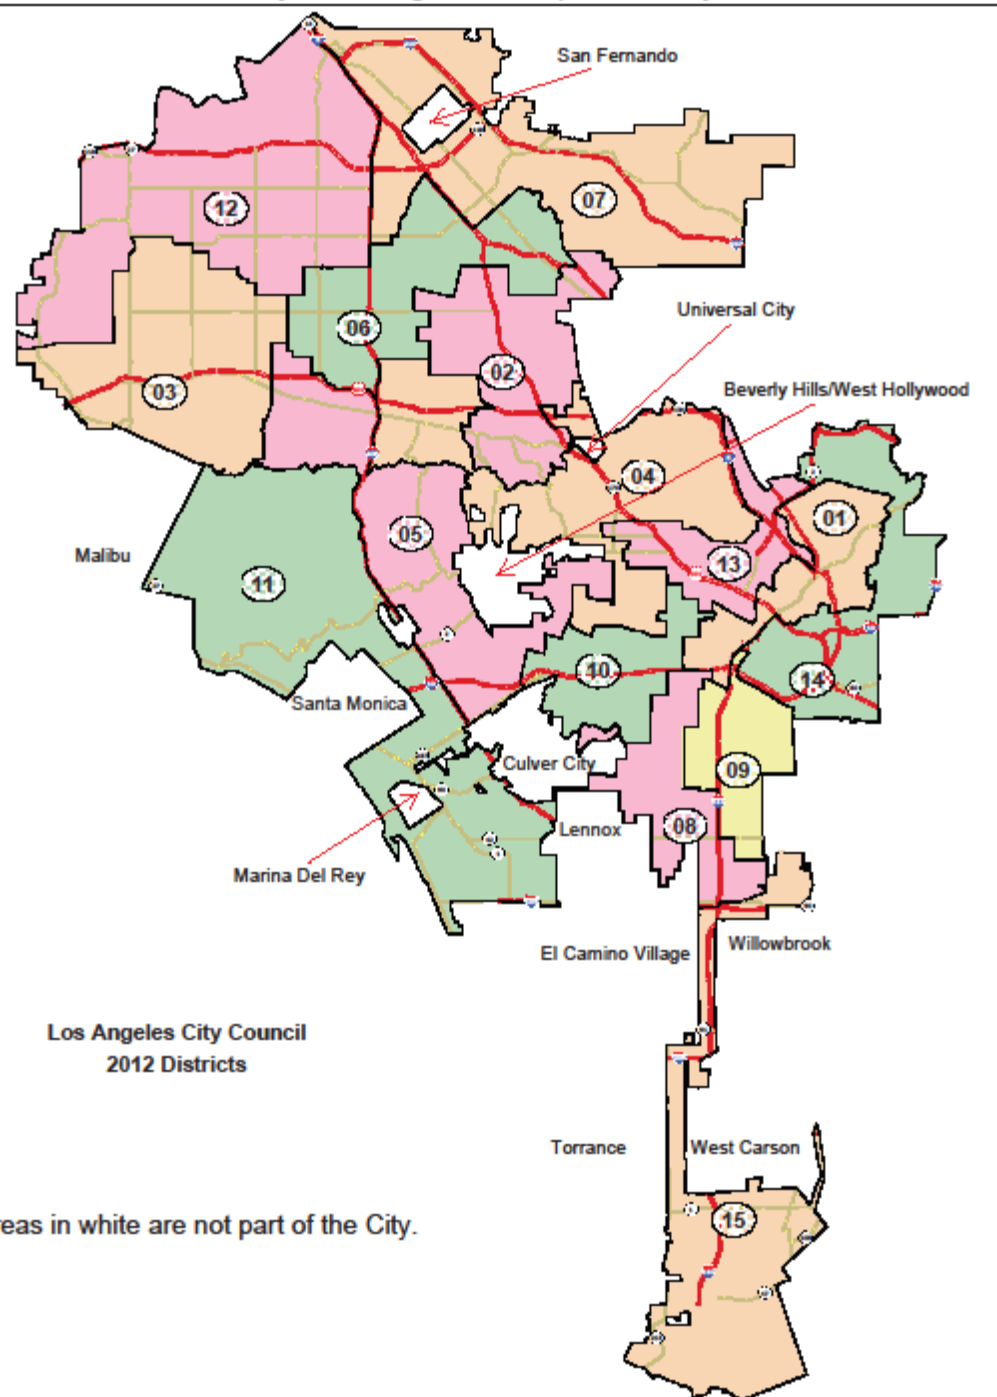 San Fernando
12
07
Universal City
06
02
Beverly Hills/West Hollywood
03
04
01
05
13
Malibu
11
10
14
Santa Monica
Culver City
09
Lennox
08
Marina Del Rey
El Camino Village
Willowbrook
Los Angeles City Council
2012 Districts
Torrance
West Carson
15
reas in white are not part of the City.